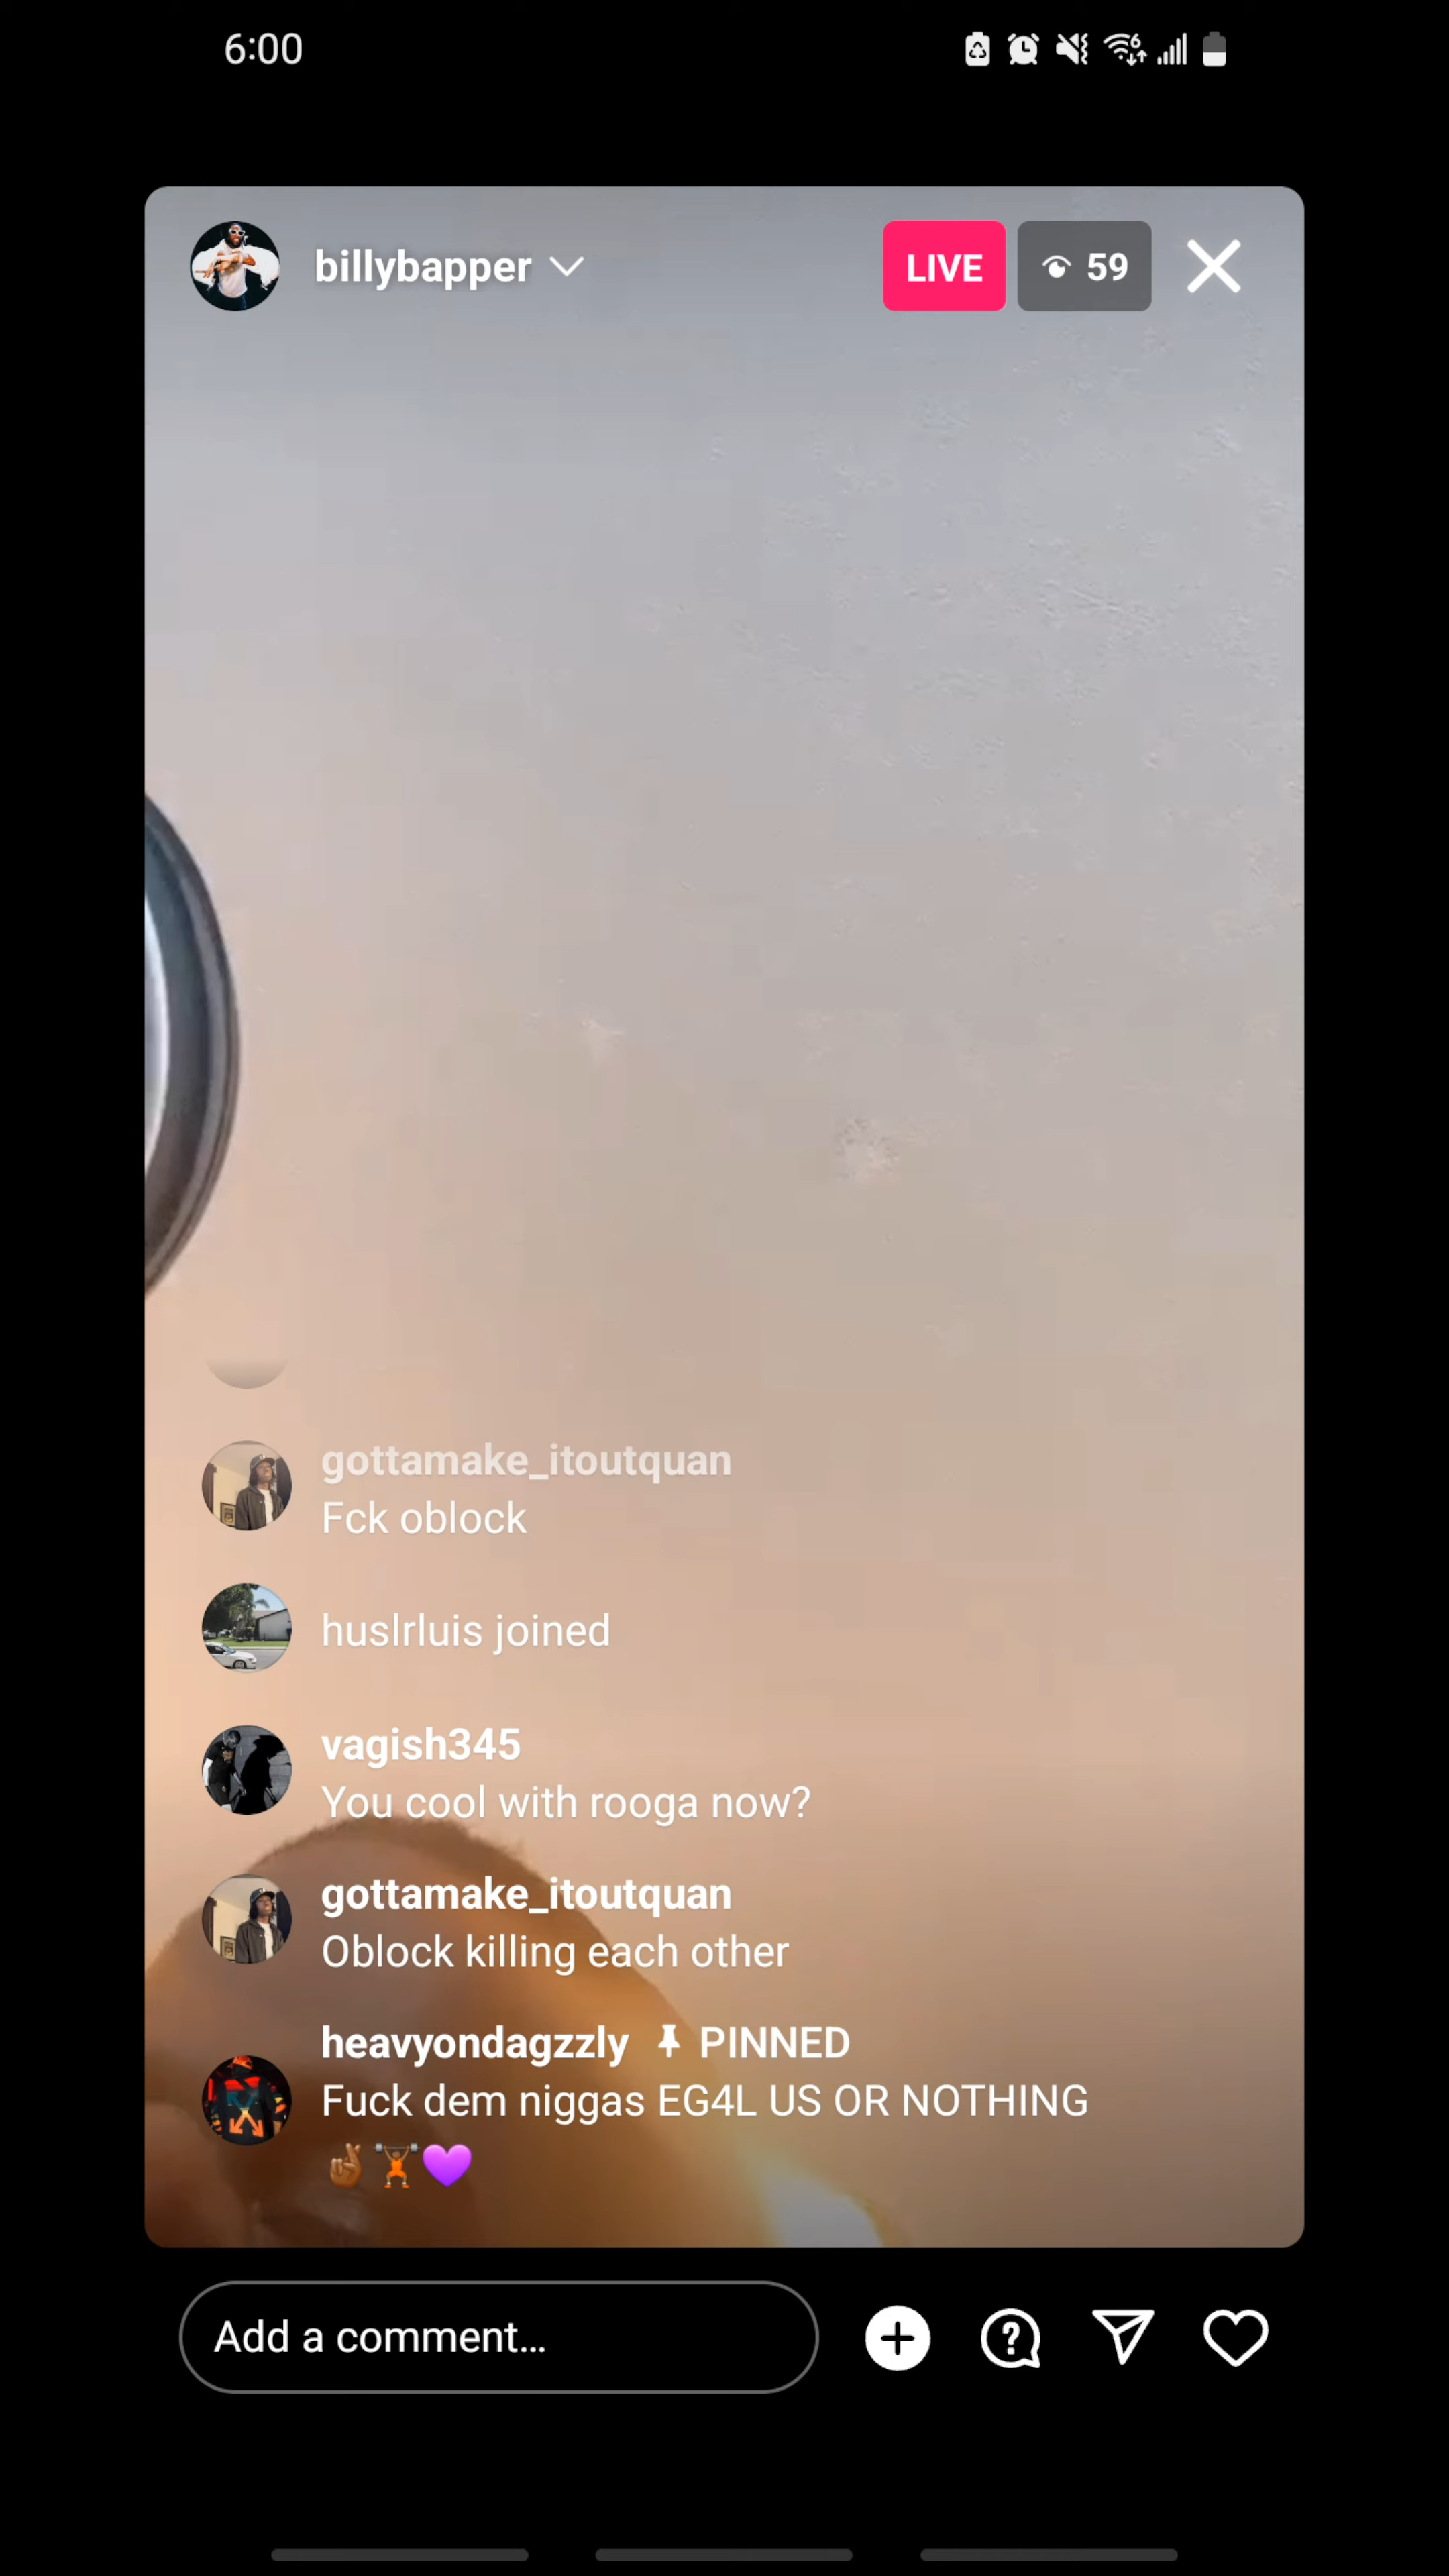 6:00
6
billybapper
LIVE
59
gottamake_itoutquan
Fck oblock
huslrluis joined
vagish345
You cool with rooga now?
gottamake_itoutquan
Oblock killing each other
heavyondagzzly PINNED
Fuck dem niggas EG4L US OR NOTHING
🤞🏾🏋🏾💜
Add a comment...